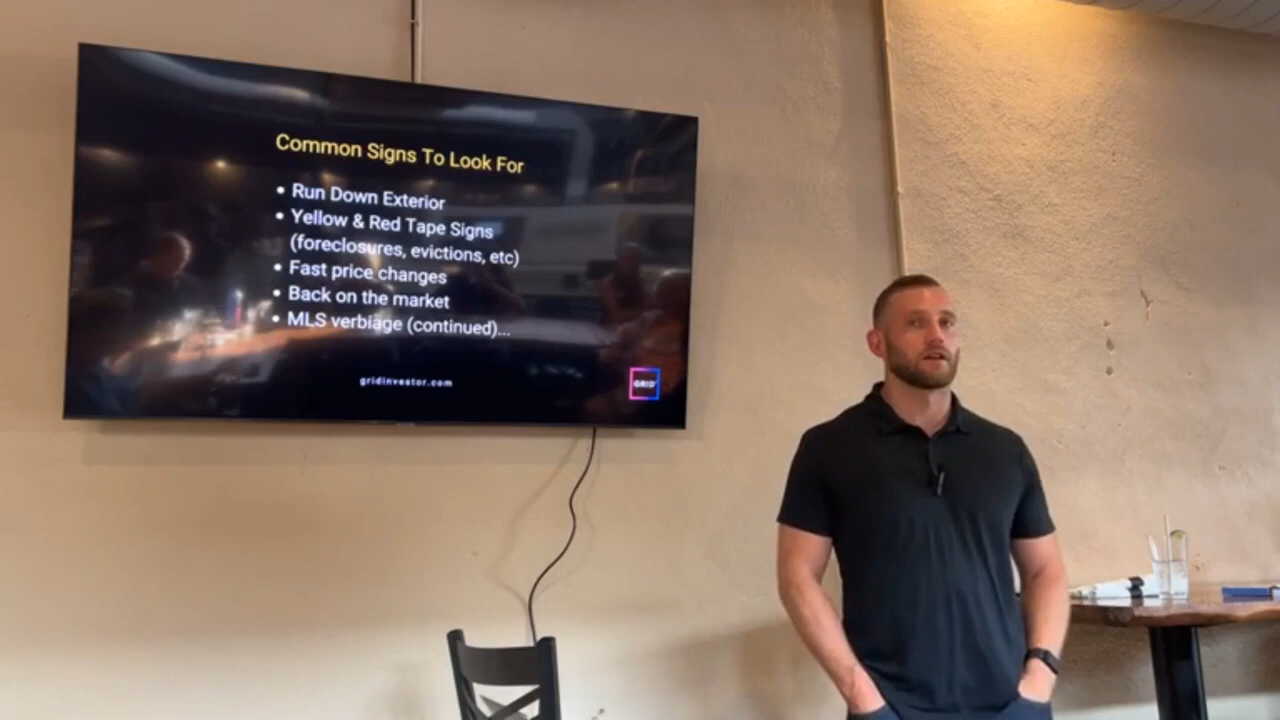 Common Signs To Look For
• Run Down Exterior
• Yellow & Red Tape Signs
(foreclosures, evictions, etc)
• Fast price changes
• Back on the market
• MLS verbiage (continued)...
gridinvestor.com
GRID